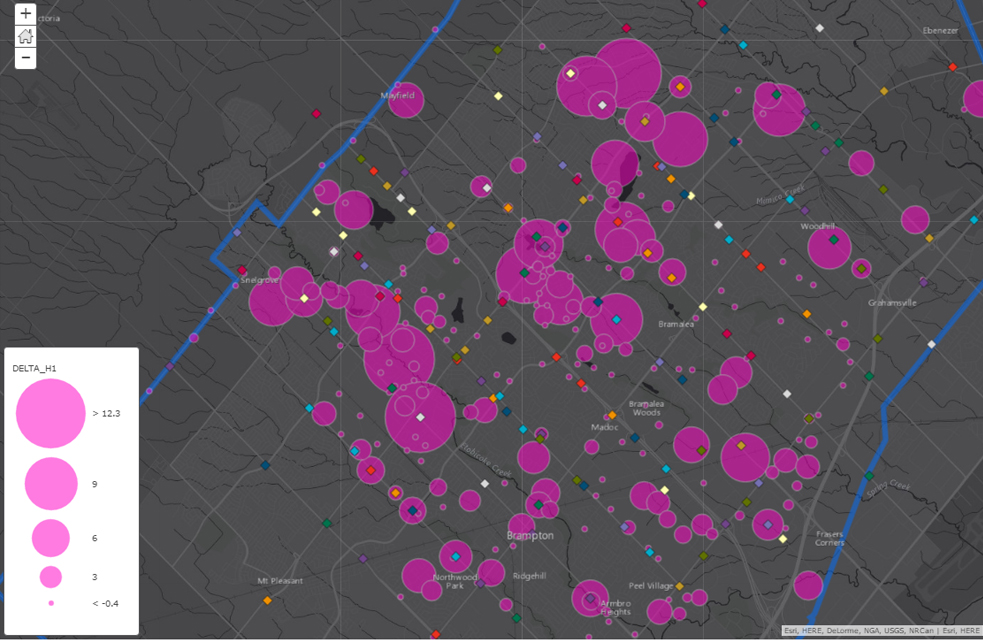 +
ctoria
−
Ebenezer
Mayfield
Mimico Creek
Woodhill
Snelgrove
Grahamsville
Bramalea
DELTA_H1
> 12.3
9
6
3
< -0.4
Bramalea
Woods
Madoc
Etobicoke Creek
Spring Creek
Brampton
Frasers
Corners
Mt Pleasant
Northwood
Park
Ridgehill
Peel Village
Armbro
Heights
Esri, HERE, DeLorme, NGA, USGS, NRCan | Esri, HERE